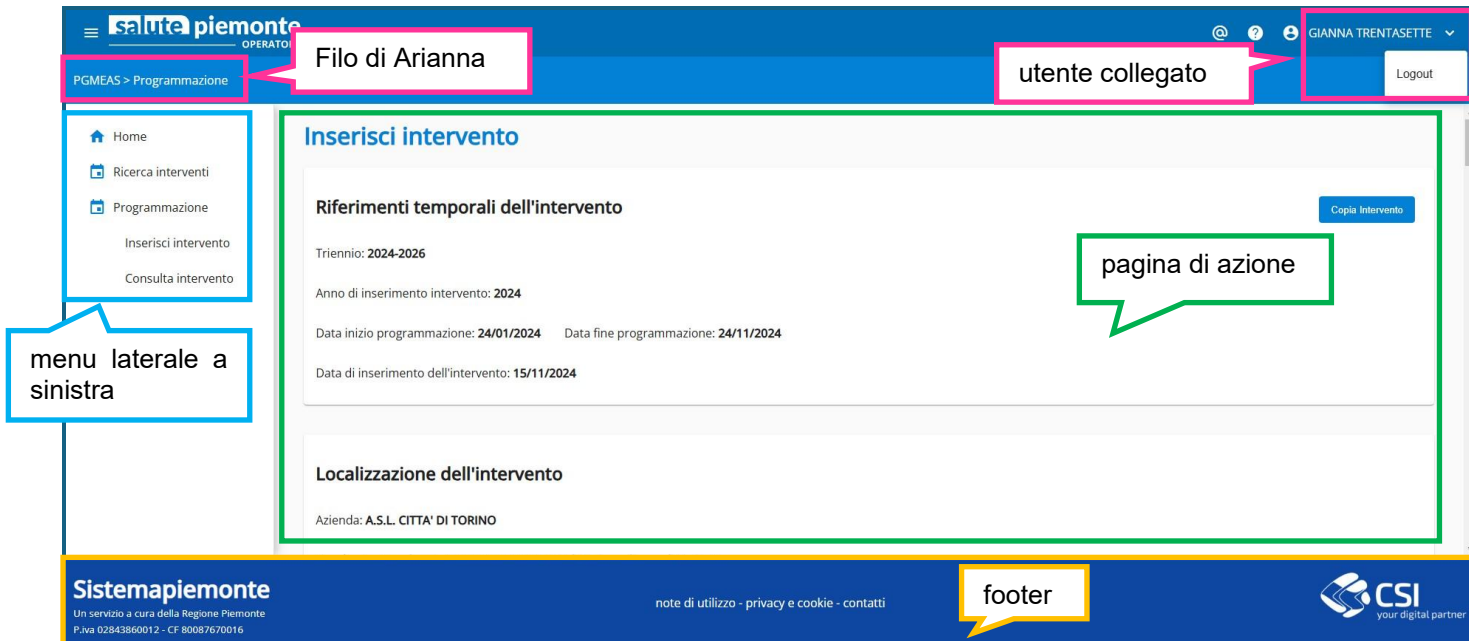 salute piemonte
OPERATOR
@ ? GIANNA TRENTASETTE
Logout
PGMEAS > Programmazione
Filo di Arianna
utente collegato
Home
Ricerca interventi
Programmazione
Inserisci intervento
Consulta intervento
menu laterale a
sinistra
Inserisci intervento
Riferimenti temporali dell'intervento
Copia Intervento
Triennio: 2024-2026
Anno di inserimento intervento: 2024
Data inizio programmazione: 24/01/2024 Data fine programmazione: 24/11/2024
Data di inserimento dell'intervento: 15/11/2024
pagina di azione
Localizzazione dell'intervento
Azienda: A.S.L. CITTA' DI TORINO
Sistemapiemonte
Un servizio a cura della Regione Piemonte
P.iva 02843860012 - CF 80087670016
note di utilizzo - privacy e cookie - contatti
footer
CSI
your digital partner